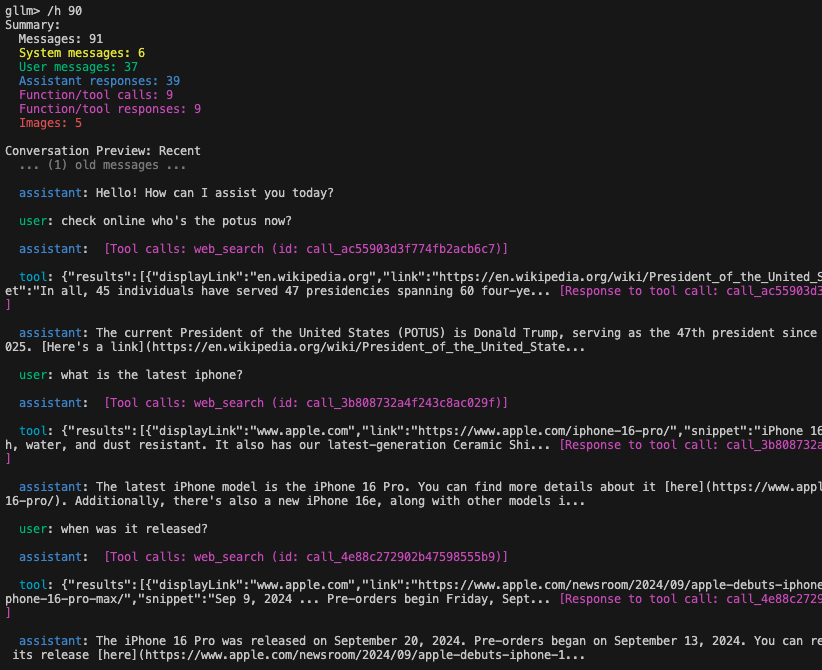 gllm> /h 90
Summary:
Messages: 91
System messages: 6
User messages: 37
Assistant responses: 39
Function/tool calls: 9
Function/tool responses: 9
Images: 5
Conversation Preview: Recent
... (1) old messages ...
assistant: Hello! How can I assist you today?
user: check online who's the potus now?
assistant:  [Tool calls: web_search (id: call_ac55903d3f774fb2acb6c7)]
tool: {"results":[{"displayLink":"en.wikipedia.org","link":"https://en.wikipedia.org/wiki/President_of_the_United_S
et":"In all, 45 individuals have served 47 presidencies spanning 60 four-ye... [Response to tool call: call_ac55903d3
]
assistant: The current President of the United States (POTUS) is Donald Trump, serving as the 47th president since
025. [Here's a link](https://en.wikipedia.org/wiki/President_of_the_United_State...
user: what is the latest iphone?
assistant:  [Tool calls: web_search (id: call_3b808732a4f243c8ac029f)]
tool: {"results":[{"displayLink":"www.apple.com","link":"https://www.apple.com/iphone-16-pro/","snippet":"iPhone 16
h, water, and dust resistant. It also has our latest-generation Ceramic Shi... [Response to tool call: call_3b808732a
]
assistant: The latest iPhone model is the iPhone 16 Pro. You can find more details about it [here](https://www.appl
16-pro/). Additionally, there's also a new iPhone 16e, along with other models i...
user: when was it released?
assistant:  [Tool calls: web_search (id: call_4e88c272902b47598555b9)]
tool: {"results":[{"displayLink":"www.apple.com","link":"https://www.apple.com/newsroom/2024/09/apple-debuts-iphone
phone-16-pro-max/","snippet":"Sep 9, 2024 ... Pre-orders begin Friday, Sept... [Response to tool call: call_4e88c2729
]
assistant: The iPhone 16 Pro was released on September 20, 2024. Pre-orders began on September 13, 2024. You can re
its release [here](https://www.apple.com/newsroom/2024/09/apple-debuts-iphone-1...